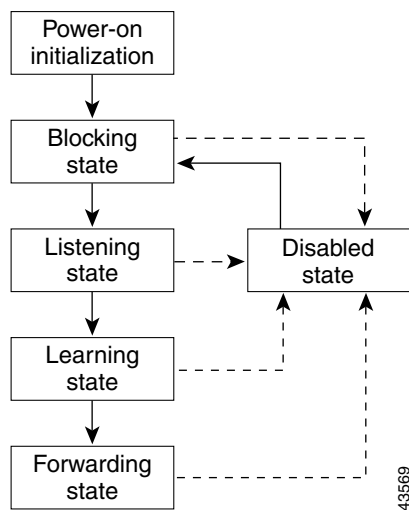 Power-on
initialization
Blocking
state
Listening
state
Disabled
state
Learning
state
Forwarding
state
43569